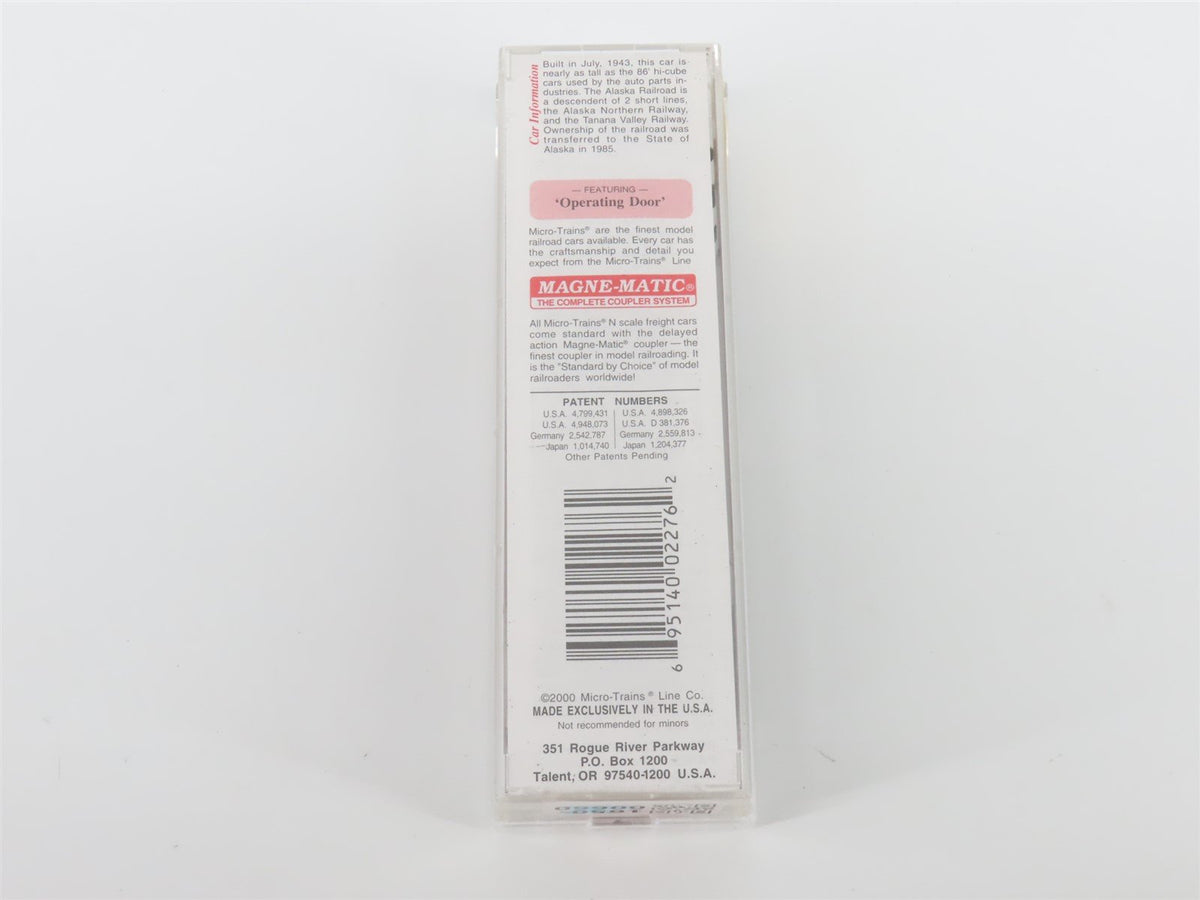 Car Information
Built in July, 1943, this car is
nearly as tall as the 86' hi-cube
cars used by the auto parts in-
dustries. The Alaska Railroad is
a descendent of 2 short lines,
the Alaska Northern Railway,
and the Tanana Valley Railway.
Ownership of the railroad was
transferred to the State of
Alaska in 1985.
— FEATURING —
'Operating Door'
Micro-Trains® are the finest model
railroad cars available. Every car has
the craftsmanship and detail you
expect from the Micro-Trains® Line
MAGNE-MATIC®
THE COMPLETE COUPLER SYSTEM
All Micro-Trains® N scale freight cars
come standard with the delayed
action Magne-Matic® coupler — the
finest coupler in model railroading. It
is the "Standard by Choice" of model
railroaders worldwide!
PATENT NUMBERS
U.S.A. 4,799,431 U.S.A. 4,898,326
U.S.A. 4,948,073 U.S.A. D 381,376
Germany 2,542,787 Germany 2,559,813
Japan 1,014,740 Japan 1,204,377
Other Patents Pending
6 95140 02276 2
©2000 Micro-Trains® Line Co.
MADE EXCLUSIVELY IN THE U.S.A.
Not recommended for minors
351 Rogue River Parkway
P.O. Box 1200
Talent, OR 97540-1200 U.S.A.